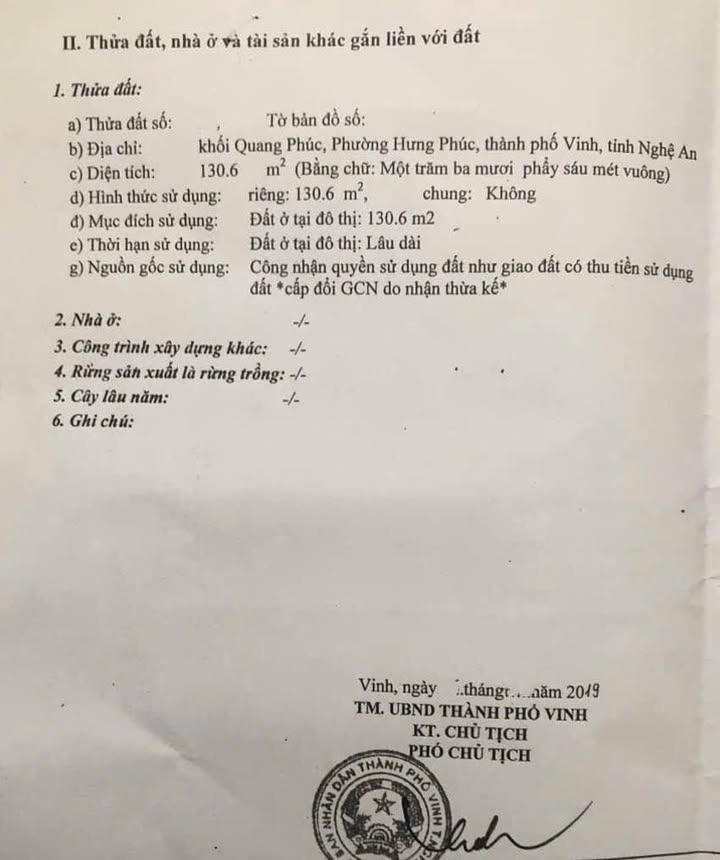 II. Thửa đất, nhà ở và tài sản khác gắn liền với đất
1. Thửa đất:
a) Thửa đất số: , Tờ bản đồ số:
b) Địa chỉ: khối Quang Phúc, Phường Hưng Phúc, thành phố Vinh, tỉnh Nghệ An
c) Diện tích: 130.6 m² (Bằng chữ: Một trăm ba mươi phẩy sáu mét vuông)
d) Hình thức sử dụng: riêng: 130.6 m², chung: Không
đ) Mục đích sử dụng: Đất ở tại đô thị: 130.6 m2
e) Thời hạn sử dụng: Đất ở tại đô thị: Lâu dài
g) Nguồn gốc sử dụng: Công nhận quyền sử dụng đất như giao đất có thu tiền sử dụng
đất *cấp đổi GCN do nhận thừa kế*
2. Nhà ở: -/-
3. Công trình xây dựng khác: -/-
4. Rừng sản xuất là rừng trồng: -/-
5. Cây lâu năm: -/-
6. Ghi chú:
Vinh, ngày tháng....năm 2019
TM. UBND THÀNH PHỐ VINH
KT. CHỦ TỊCH
PHÓ CHỦ TỊCH
BAN NHÂN DÂN THÀNH PHỐ VINH